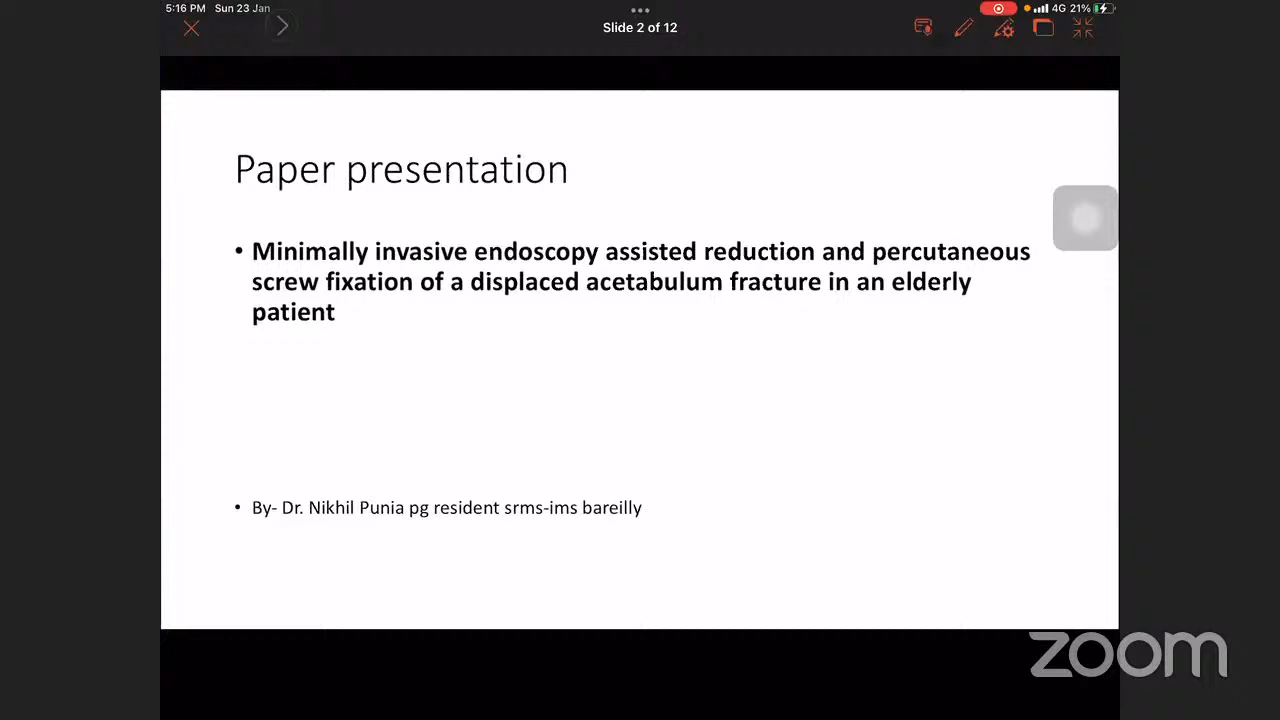 5:16 PM Sun 23 Jan
4G 21%
Slide 2 of 12
Paper presentation
• Minimally invasive endoscopy assisted reduction and percutaneous
screw fixation of a displaced acetabulum fracture in an elderly
patient
• By- Dr. Nikhil Punia pg resident srms-ims bareilly
zoom